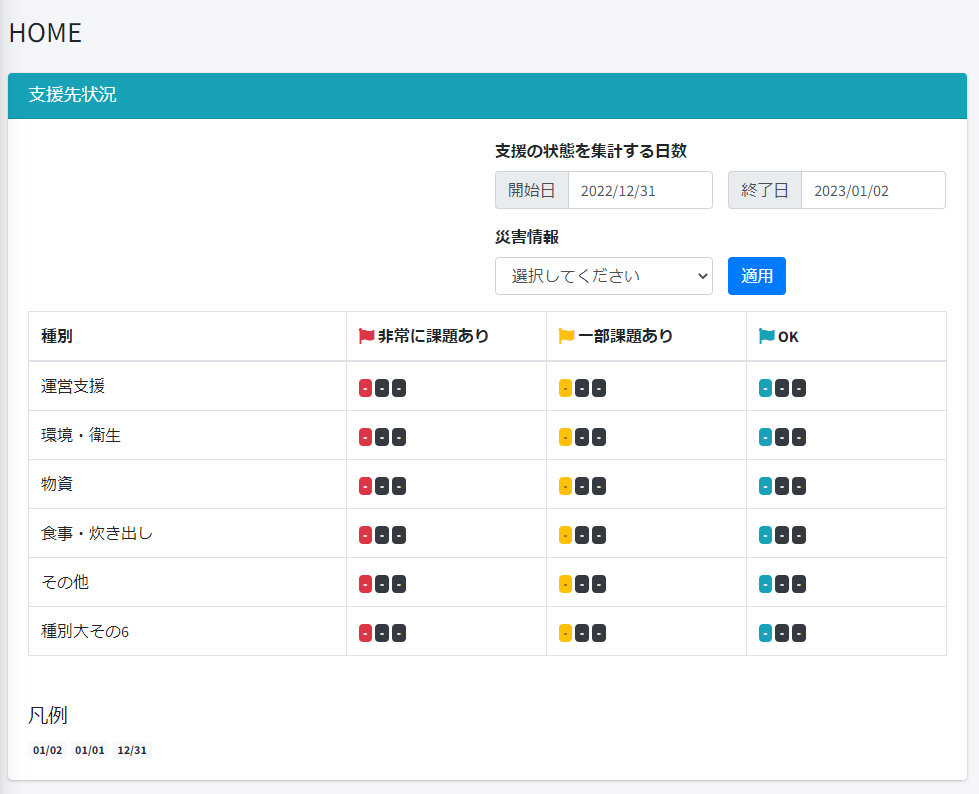 HOME
支援先状況
支援の状態を集計する日数
開始日 2022/12/31 終了日 2023/01/02
災害情報
選択してください 適用
種別 非常に課題あり 一部課題あり OK
運営支援 - - - - - - - - -
環境・衛生 - - - - - - - - -
物資 - - - - - - - - -
食事・炊き出し - - - - - - - - -
その他 - - - - - - - - -
種別大その6 - - - - - - - - -
凡例
01/02 01/01 12/31